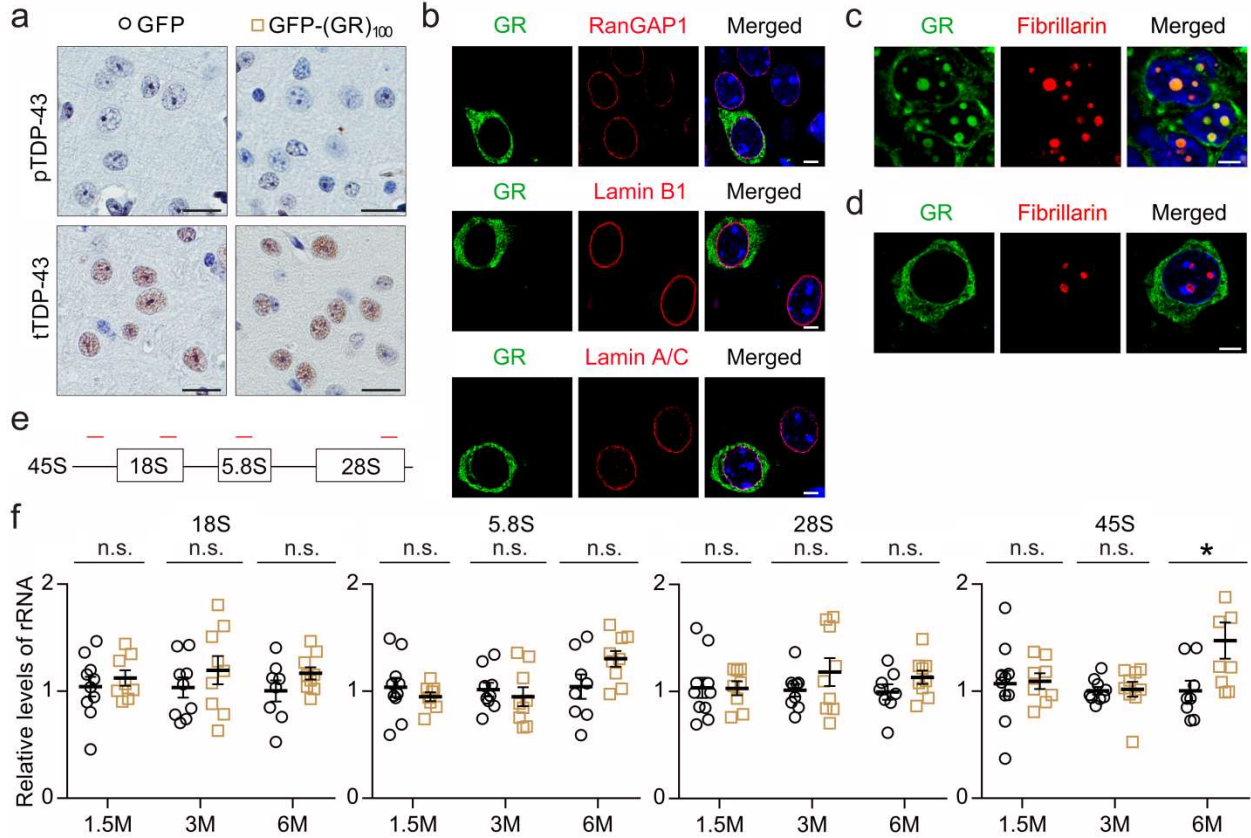 a
GFP
GFP-(GR)100
pTDP-43
tTDP-43
b
GR
RanGAP1
Merged
GR
Lamin B1
Merged
GR
Lamin A/C
Merged
c
GR
Fibrillarin
Merged
d
GR
Fibrillarin
Merged
e
45S
18S
5.8S
28S
f
Relative levels of rRNA
18S
n.s. n.s. n.s.
2
1
0
1.5M 3M 6M
5.8S
n.s. n.s. n.s.
2
1
0
1.5M 3M 6M
28S
n.s. n.s. n.s.
2
1
0
1.5M 3M 6M
45S
n.s. n.s. *
2
1
0
1.5M 3M 6M